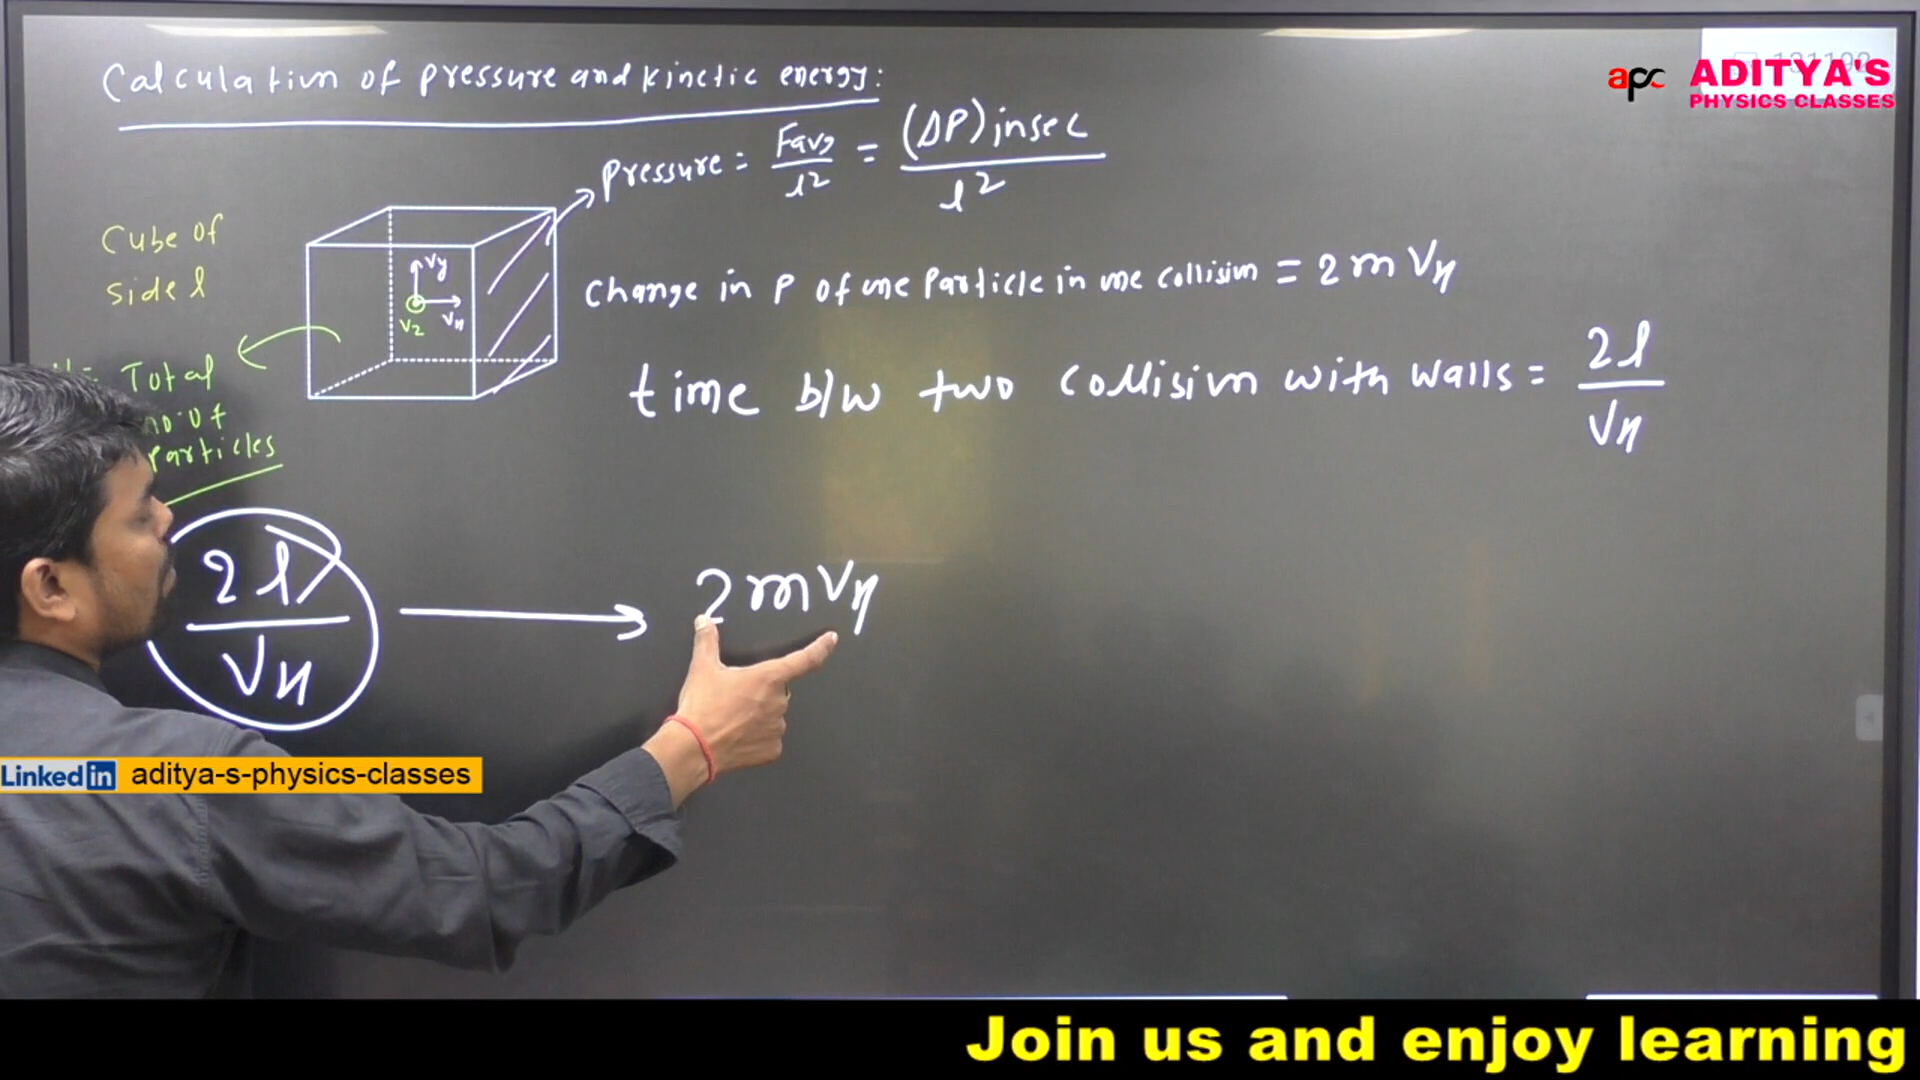 Calculation of pressure and kinetic energy:
Pressure = Favg/l² = (ΔP) in sec/l²
Cube of
side l
Vy
Vz
Vx
Change in P of one Particle in one collision = 2mVx
Total
no. of
Particles
time b/w two collision with walls = 2l/Vx
2l/Vx → 2mVx
apc ADITYA'S
PHYSICS CLASSES
Linked in aditya-s-physics-classes
Join us and enjoy learning